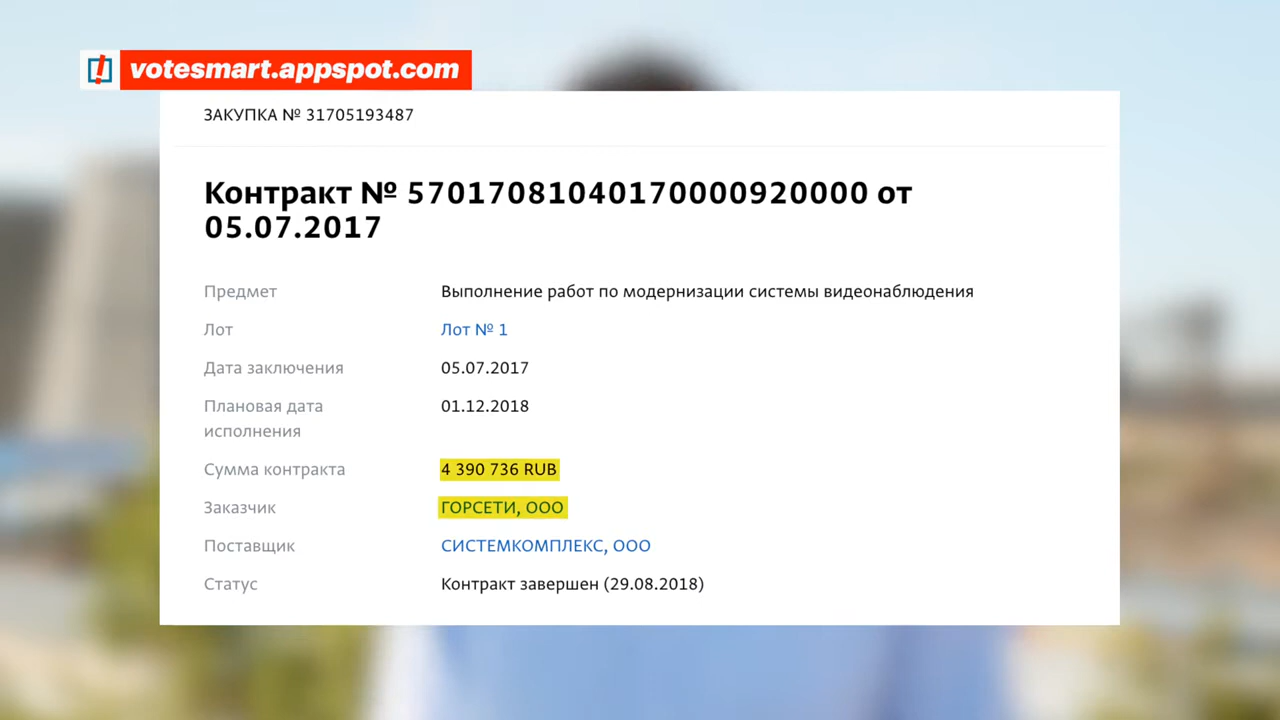 votesmart.appspot.com
ЗАКУПКА № 31705193487
Контракт № 57017081040170000920000 от
05.07.2017
Предмет Выполнение работ по модернизации системы видеонаблюдения
Лот Лот № 1
Дата заключения 05.07.2017
Плановая дата 01.12.2018
исполнения
Сумма контракта 4 390 736 RUB
Заказчик ГОРСЕТИ, ООО
Поставщик СИСТЕМКОМПЛЕКС, ООО
Статус Контракт завершен (29.08.2018)